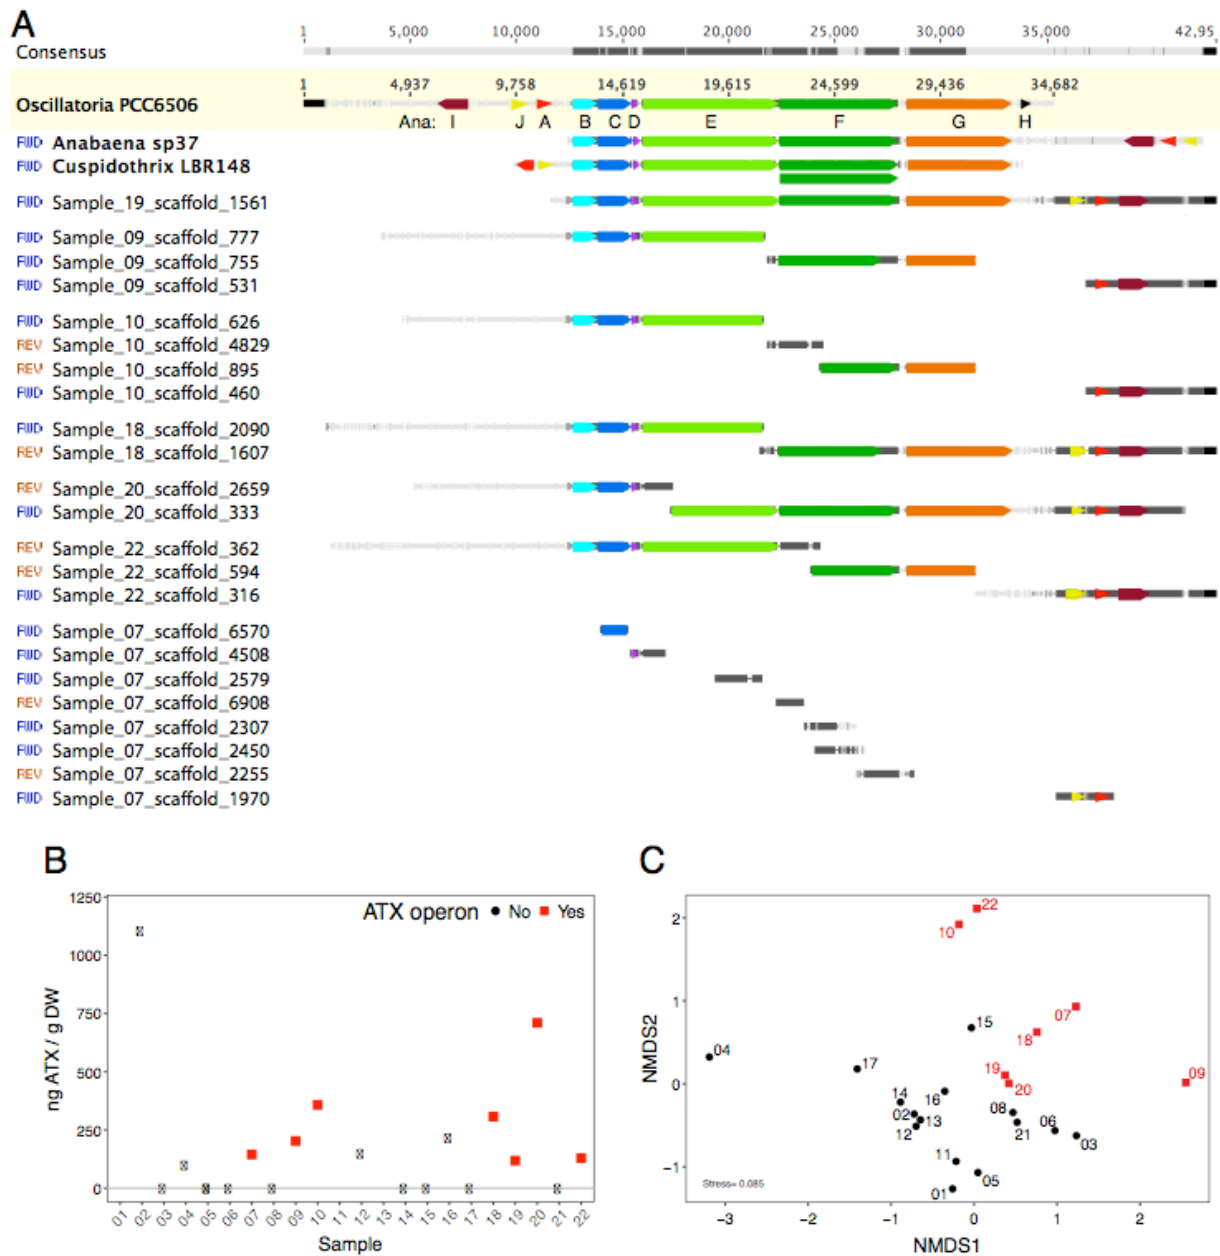 A
1 5,000 10,000 15,000 20,000 25,000 30,000 35,000 42,95
Consensus
1 4,937 9,758 14,619 19,615 24,599 29,436 34,682
Oscillatoria PCC6506
Ana: I J A B C D E F G H
FWD Anabaena sp37
FWD Cuspidothrix LBR148
FWD Sample_19_scaffold_1561
FWD Sample_09_scaffold_777
FWD Sample_09_scaffold_755
FWD Sample_09_scaffold_531
FWD Sample_10_scaffold_626
REV Sample_10_scaffold_4829
REV Sample_10_scaffold_895
FWD Sample_10_scaffold_460
FWD Sample_18_scaffold_2090
REV Sample_18_scaffold_1607
REV Sample_20_scaffold_2659
FWD Sample_20_scaffold_333
REV Sample_22_scaffold_362
REV Sample_22_scaffold_594
FWD Sample_22_scaffold_316
FWD Sample_07_scaffold_6570
FWD Sample_07_scaffold_4508
FWD Sample_07_scaffold_2579
REV Sample_07_scaffold_6908
FWD Sample_07_scaffold_2307
FWD Sample_07_scaffold_2450
REV Sample_07_scaffold_2255
FWD Sample_07_scaffold_1970
B
ATX operon No Yes
1250
1000
750
500
250
0
ng ATX / g DW
01 02 03 04 05 06 07 08 09 10 11 12 13 14 15 16 17 18 19 20 21 22
Sample
C
2
1
0
−1
NMDS2
22
10
07
15
18
04
17
19
20
09
14
16
02
13
12
08
21
06
03
11
05
01
Stress= 0.085
−3 −2 −1 0 1 2
NMDS1